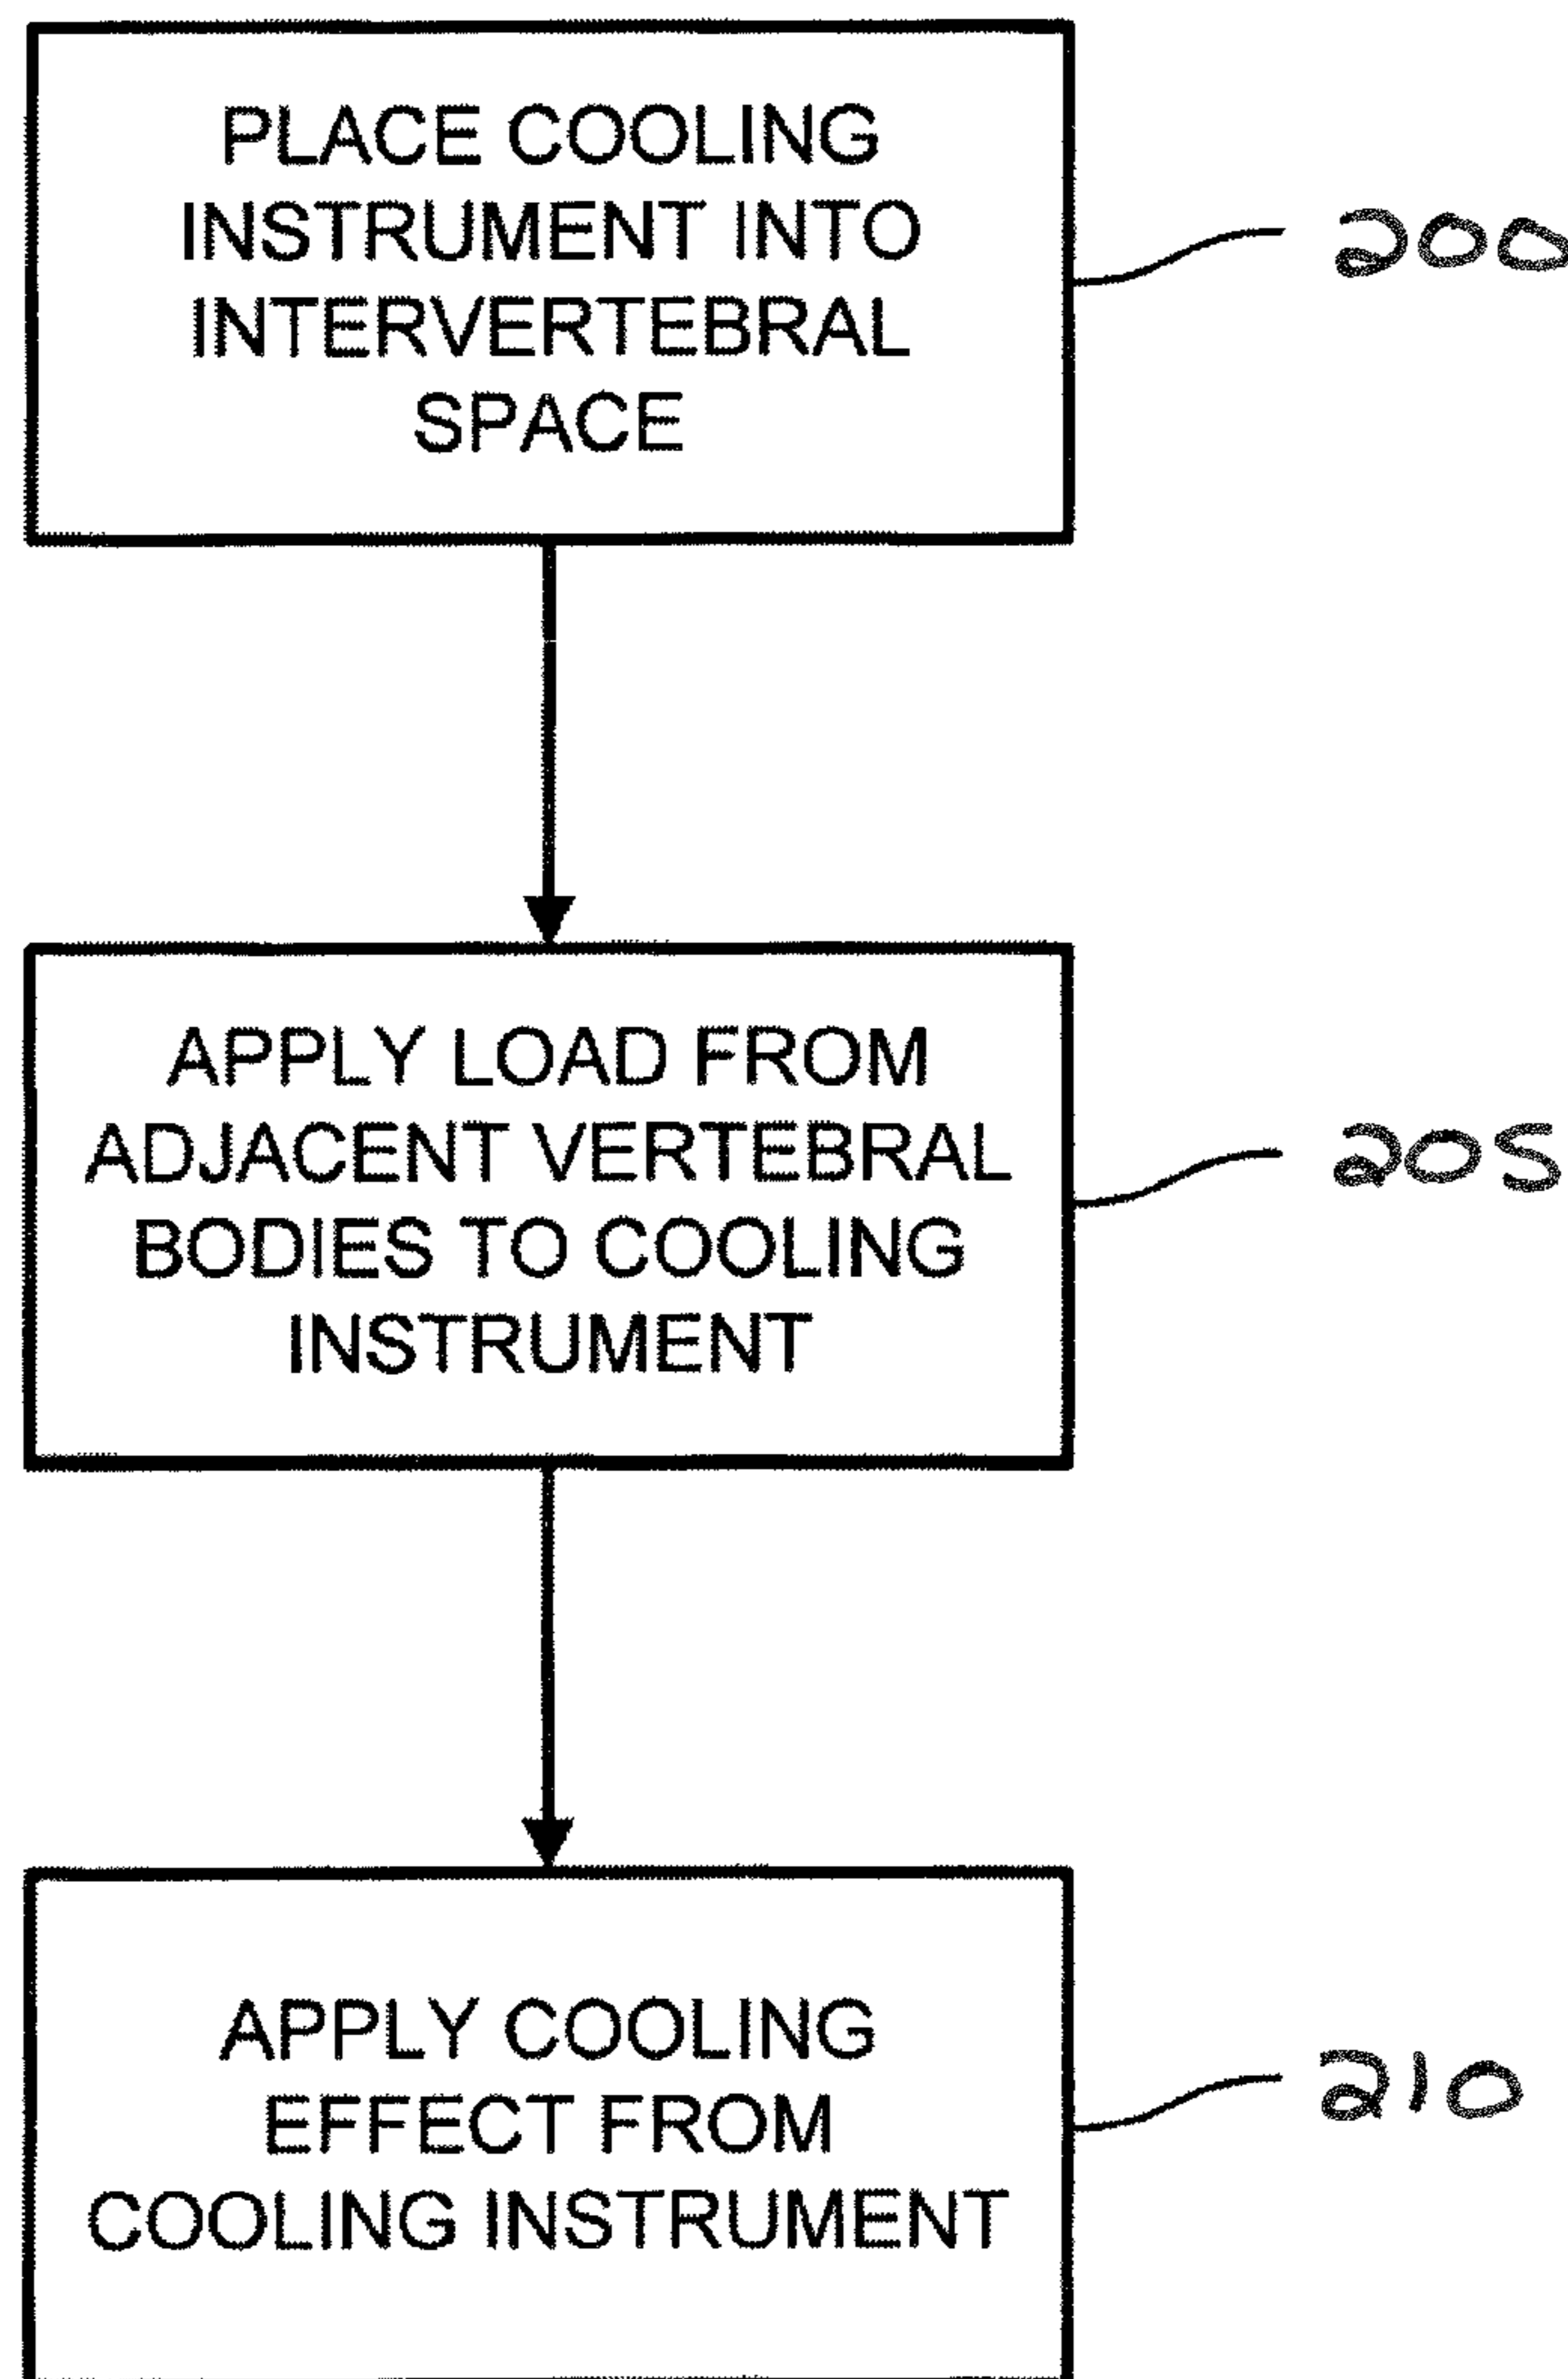 PLACE COOLING
INSTRUMENT INTO
INTERVERTEBRAL
SPACE
200
APPLY LOAD FROM
ADJACENT VERTEBRAL
BODIES TO COOLING
INSTRUMENT
205
APPLY COOLING
EFFECT FROM
COOLING INSTRUMENT
210